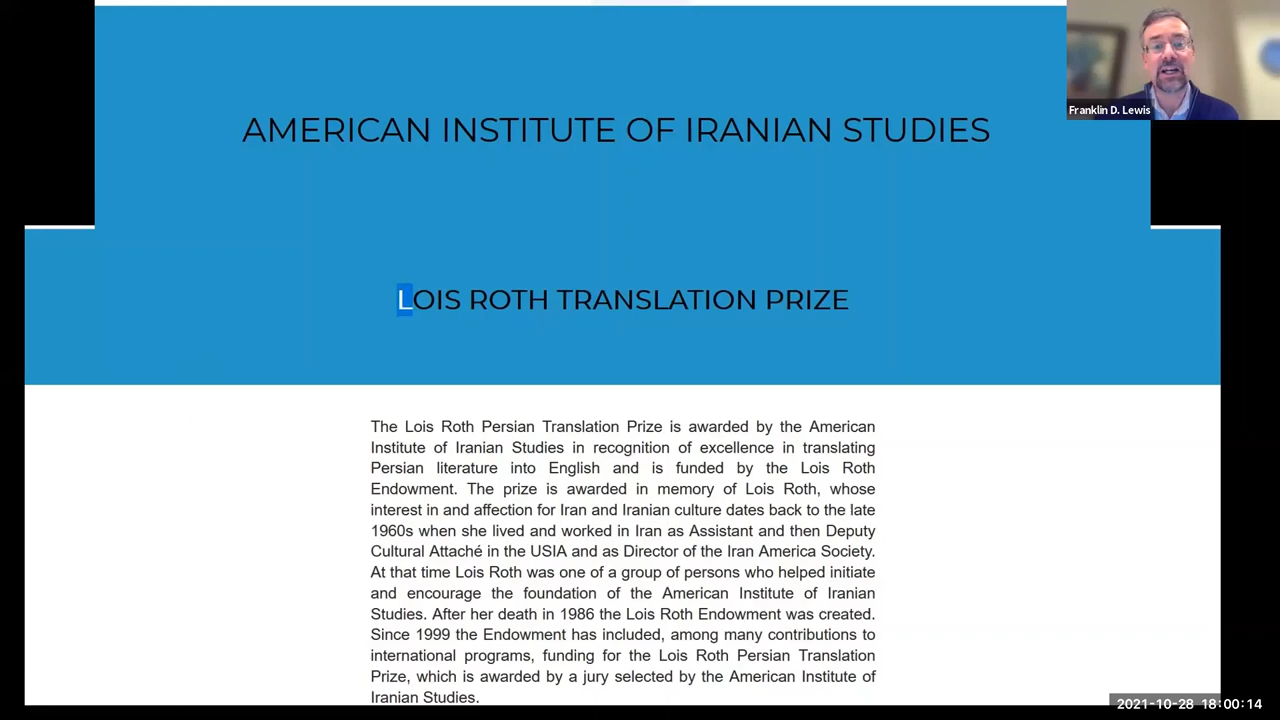 AMERICAN INSTITUTE OF IRANIAN STUDIES
Franklin D. Lewis
LOIS ROTH TRANSLATION PRIZE
The Lois Roth Persian Translation Prize is awarded by the American
Institute of Iranian Studies in recognition of excellence in translating
Persian literature into English and is funded by the Lois Roth
Endowment. The prize is awarded in memory of Lois Roth, whose
interest in and affection for Iran and Iranian culture dates back to the late
1960s when she lived and worked in Iran as Assistant and then Deputy
Cultural Attaché in the USIA and as Director of the Iran America Society.
At that time Lois Roth was one of a group of persons who helped initiate
and encourage the foundation of the American Institute of Iranian
Studies. After her death in 1986 the Lois Roth Endowment was created.
Since 1999 the Endowment has included, among many contributions to
international programs, funding for the Lois Roth Persian Translation
Prize, which is awarded by a jury selected by the American Institute of
Iranian Studies.
2021-10-28 18:00:14